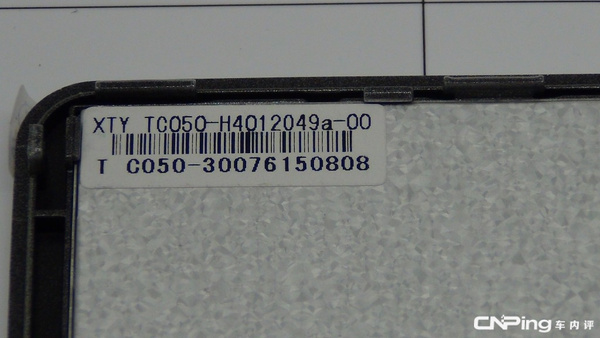 XTY TC050-H4012049a-00
T C050-30076150808
CNPing 车内评